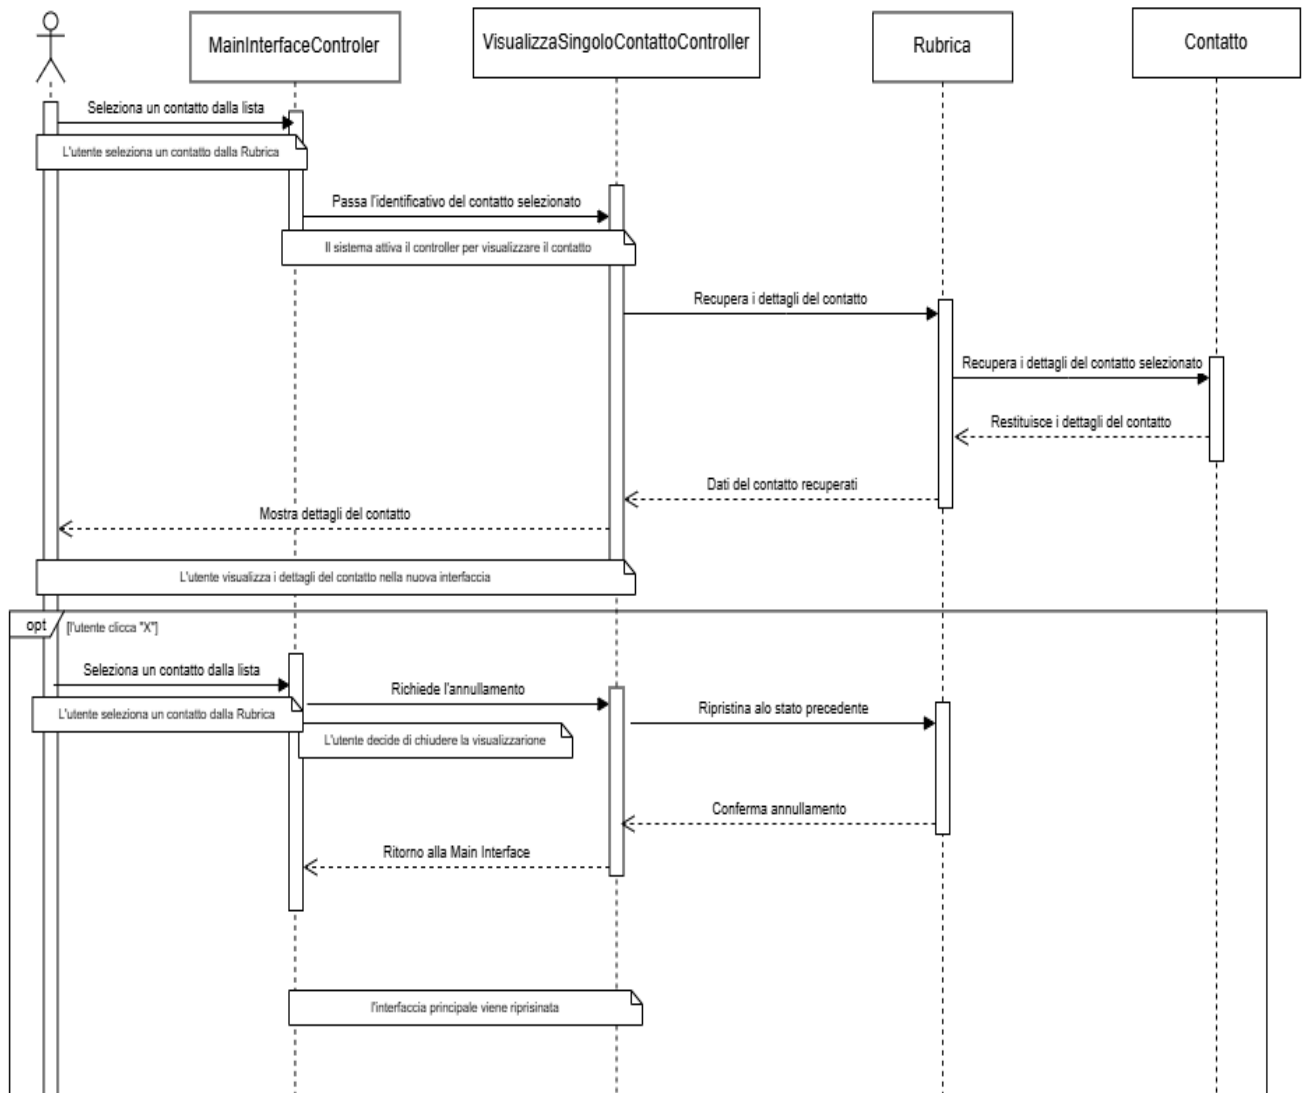 MainInterfaceControler
VisualizzaSingoloContattoController
Rubrica
Contatto
Seleziona un contatto dalla lista
L'utente seleziona un contatto dalla Rubrica
Passa l'identificativo del contatto selezionato
Il sistema attiva il controller per visualizzare il contatto
Recupera i dettagli del contatto
Recupera i dettagli del contatto selezionato
Restituisce i dettagli del contatto
Dati del contatto recuperati
Mostra dettagli del contatto
L'utente visualizza i dettagli del contatto nella nuova interfaccia
opt
[l'utente clicca "X"]
Seleziona un contatto dalla lista
L'utente seleziona un contatto dalla Rubrica
Richiede l'annullamento
L'utente decide di chiudere la visualizzarione
Ripristina alo stato precedente
Conferma annullamento
Ritorno alla Main Interface
l'interfaccia principale viene riprisinata